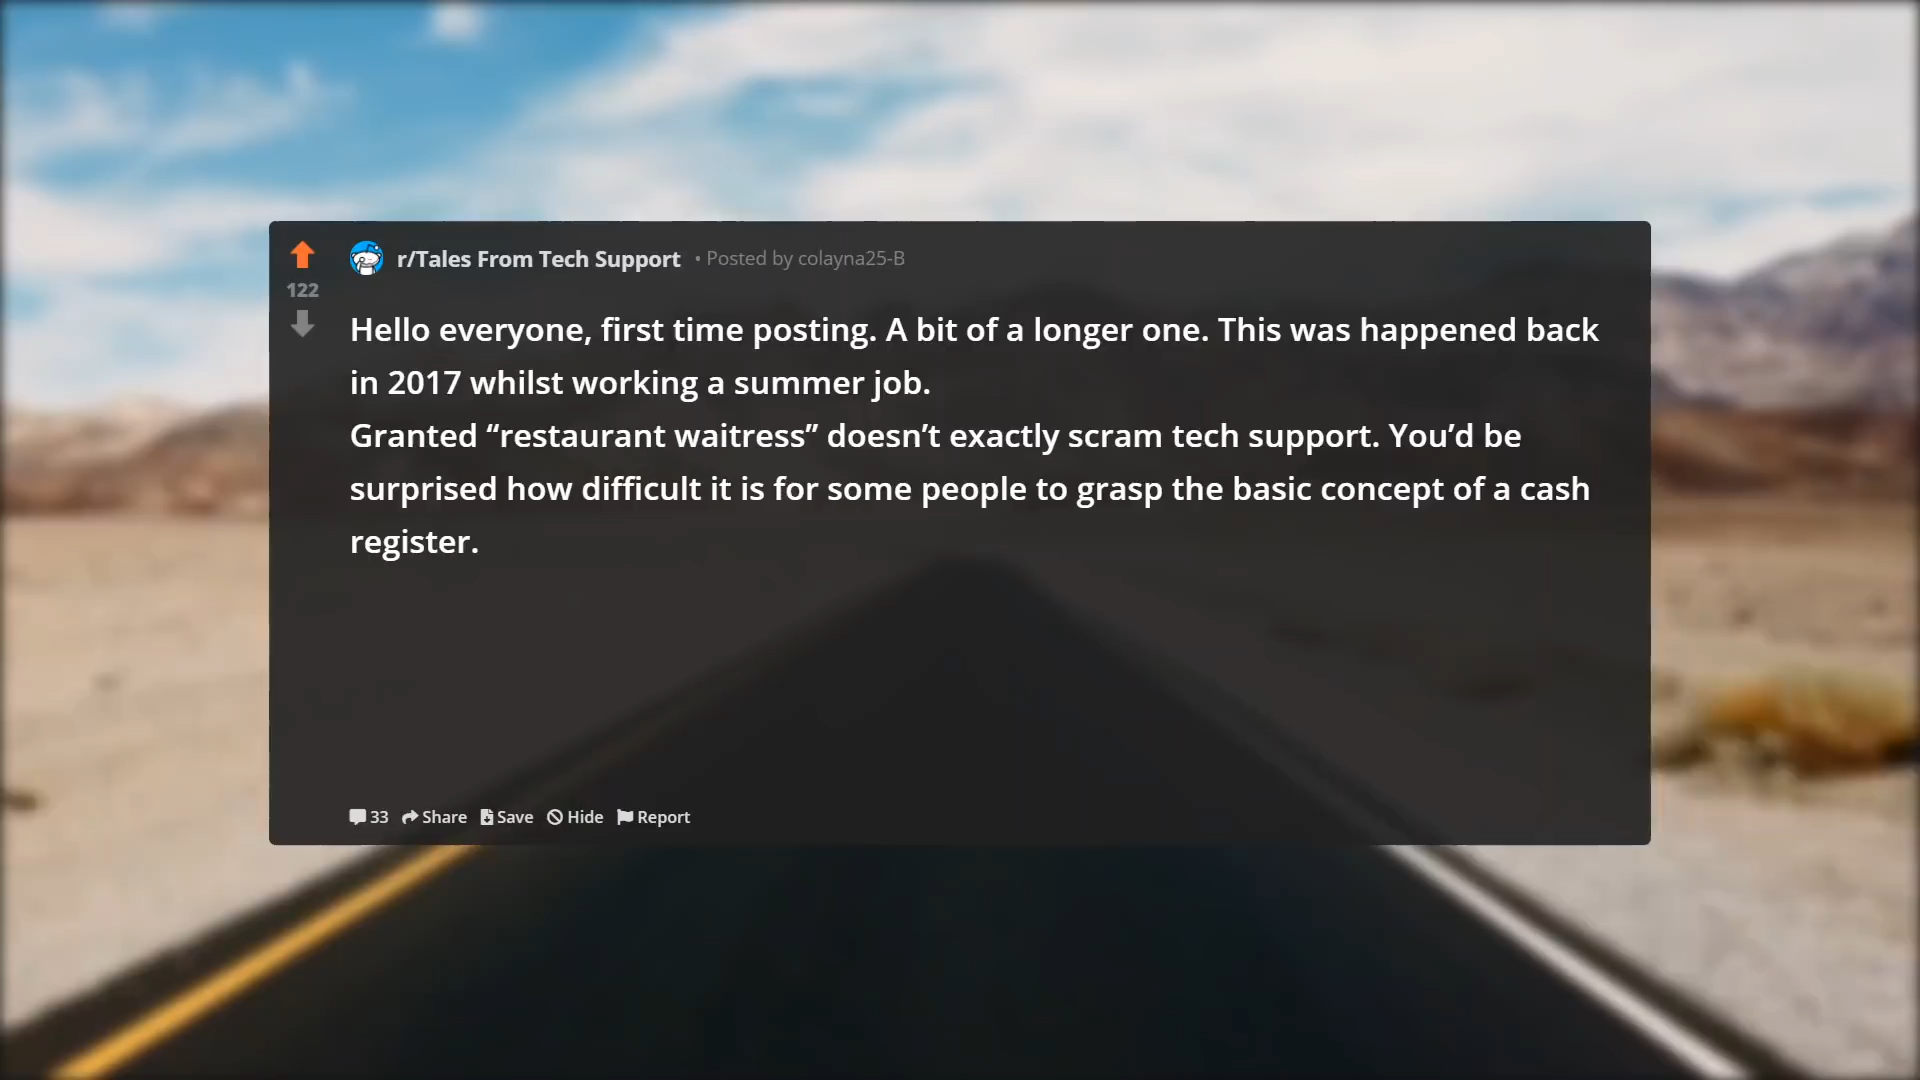 r/Tales From Tech Support • Posted by colayna25-B
122
Hello everyone, first time posting. A bit of a longer one. This was happened back
in 2017 whilst working a summer job.
Granted “restaurant waitress” doesn’t exactly scram tech support. You’d be
surprised how difficult it is for some people to grasp the basic concept of a cash
register.
33 Share Save Hide Report